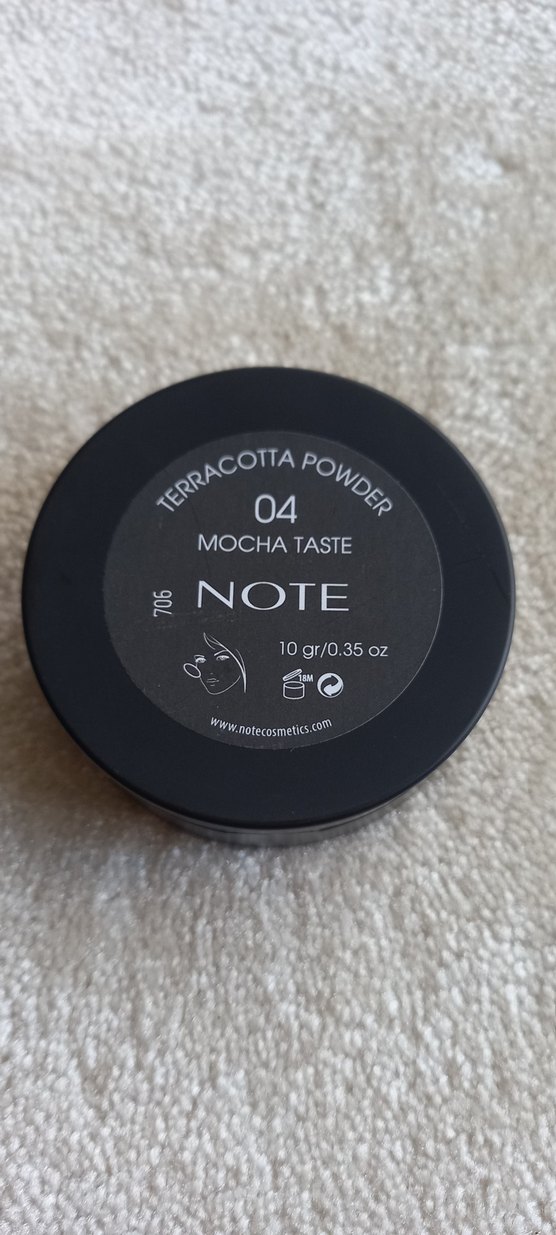 TERRACOTTA POWDER
04
MOCHA TASTE
706
NOTE
10 gr/0.35 oz
18M
www.notecosmetics.com